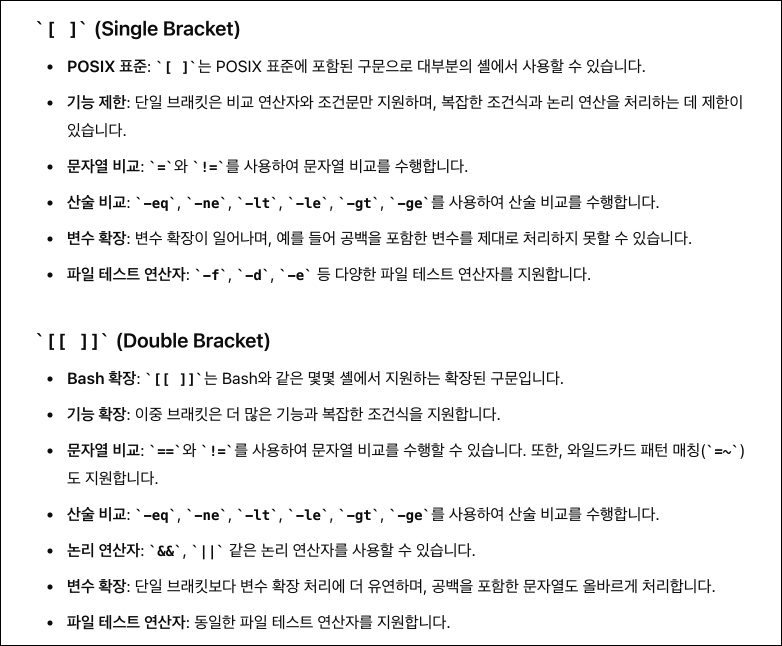 `[ ]` (Single Bracket)
• POSIX 표준: `[ ]`는 POSIX 표준에 포함된 구문으로 대부분의 셸에서 사용할 수 있습니다.
• 기능 제한: 단일 브래킷은 비교 연산자와 조건문만 지원하며, 복잡한 조건식과 논리 연산을 처리하는 데 제한이
있습니다.
• 문자열 비교: `=`와 `!=`를 사용하여 문자열 비교를 수행합니다.
• 산술 비교: `-eq`, `-ne`, `-lt`, `-le`, `-gt`, `-ge`를 사용하여 산술 비교를 수행합니다.
• 변수 확장: 변수 확장이 일어나며, 예를 들어 공백을 포함한 변수를 제대로 처리하지 못할 수 있습니다.
• 파일 테스트 연산자: `-f`, `-d`, `-e` 등 다양한 파일 테스트 연산자를 지원합니다.
`[[ ]]` (Double Bracket)
• Bash 확장: `[[ ]]`는 Bash와 같은 몇몇 셸에서 지원하는 확장된 구문입니다.
• 기능 확장: 이중 브래킷은 더 많은 기능과 복잡한 조건식을 지원합니다.
• 문자열 비교: `==`와 `!=`를 사용하여 문자열 비교를 수행할 수 있습니다. 또한, 와일드카드 패턴 매칭(`=~`)
도 지원합니다.
• 산술 비교: `-eq`, `-ne`, `-lt`, `-le`, `-gt`, `-ge`를 사용하여 산술 비교를 수행합니다.
• 논리 연산자: `&&`, `||` 같은 논리 연산자를 사용할 수 있습니다.
• 변수 확장: 단일 브래킷보다 변수 확장 처리에 더 유연하며, 공백을 포함한 문자열도 올바르게 처리합니다.
• 파일 테스트 연산자: 동일한 파일 테스트 연산자를 지원합니다.